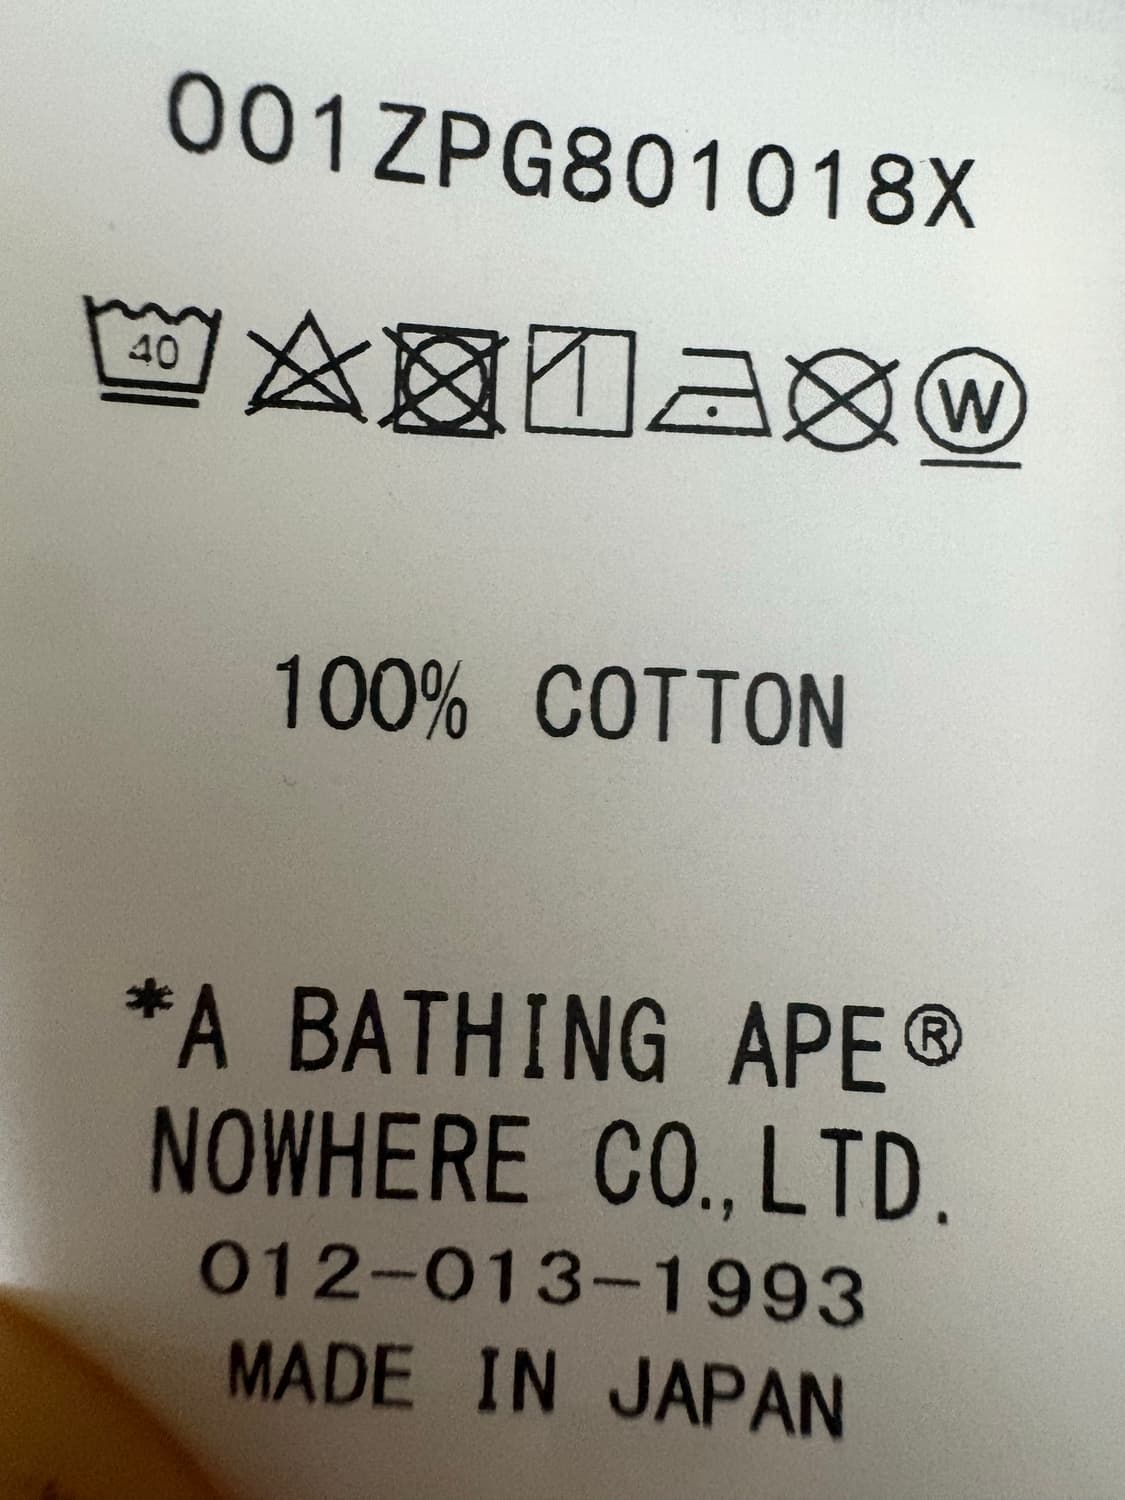 001ZPG801018X
40 W
100% COTTON
*A BATHING APE®
NOWHERE CO.,LTD.
012-013-1993
MADE IN JAPAN